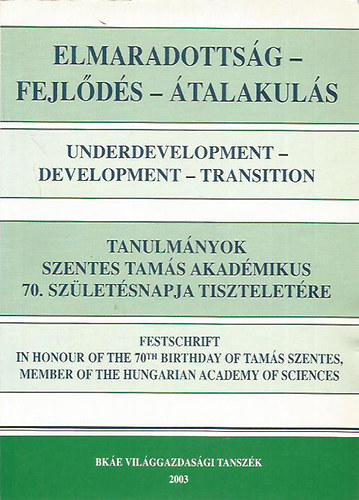 ELMARADOTTSÁG –
FEJLŐDÉS – ÁTALAKULÁS
UNDERDEVELOPMENT –
DEVELOPMENT – TRANSITION
TANULMÁNYOK
SZENTES TAMÁS AKADÉMIKUS
70. SZÜLETÉSNAPJA TISZTELETÉRE
FESTSCHRIFT
IN HONOUR OF THE 70TH BIRTHDAY OF TAMÁS SZENTES,
MEMBER OF THE HUNGARIAN ACADEMY OF SCIENCES
BKÁE VILÁGGAZDASÁGI TANSZÉK
2003